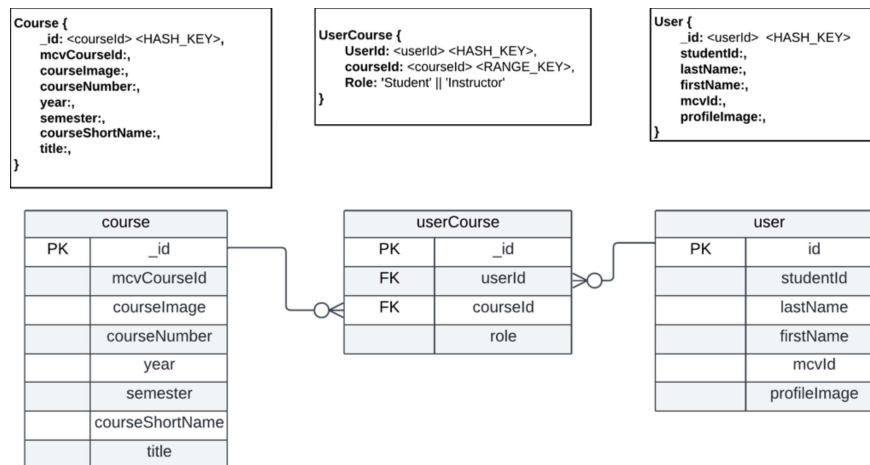 Course {
_id: <courseId> <HASH_KEY>,
mcvCourseId:,
courseImage:,
courseNumber:,
year:,
semester:,
courseShortName:,
title:,
}
UserCourse {
UserId: <userId> <HASH_KEY>,
courseId: <courseId> <RANGE_KEY>,
Role: 'Student' || 'Instructor'
}
User {
_id: <userId> <HASH_KEY>
studentId:,
lastName:,
firstName:,
mcvId:,
profileImage:,
}
course
PK _id
mcvCourseId
courseImage
courseNumber
year
semester
courseShortName
title
userCourse
PK _id
FK userId
FK courseId
role
user
PK id
studentId
lastName
firstName
mcvId
profileImage